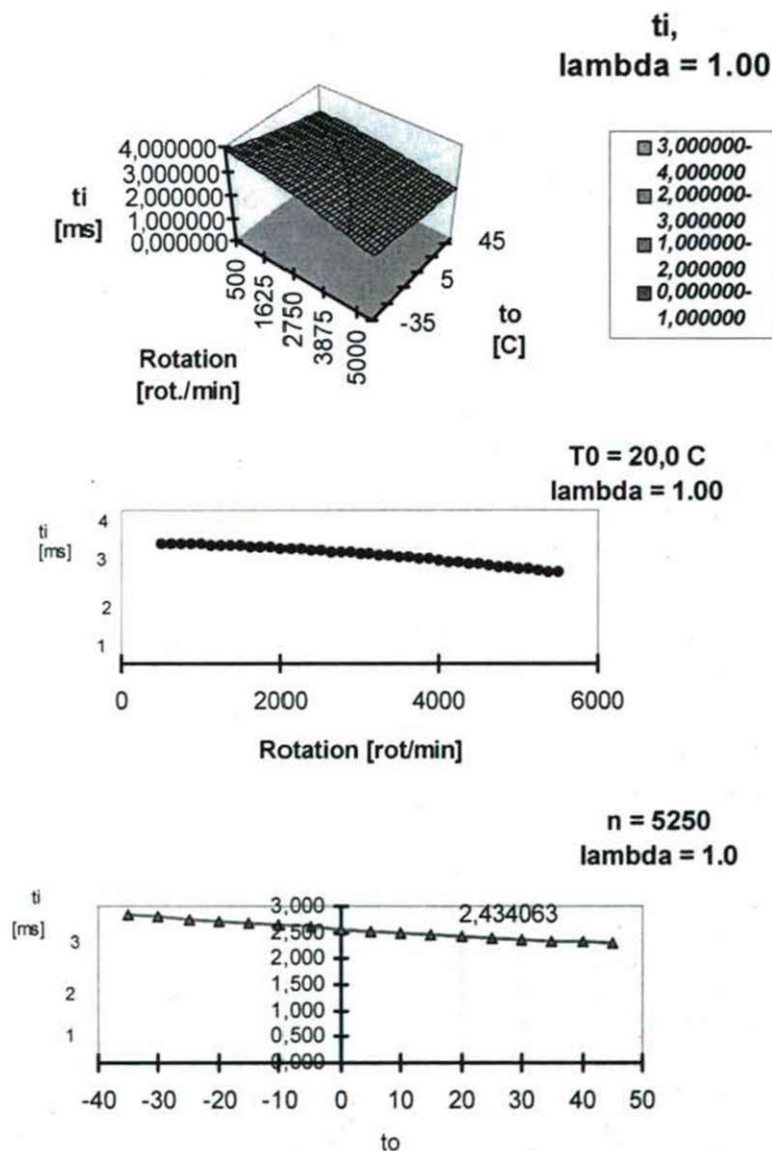 ti,
lambda = 1.00
4,000000
3,000000
2,000000
1,000000
0,000000
ti
[ms]
500
1625
2750
3875
5000
Rotation
[rot./min]
45
5
-35
to
[C]
3,000000-
4,000000
2,000000-
3,000000
1,000000-
2,000000
0,000000-
1,000000
T0 = 20,0 C
lambda = 1.00
ti
[ms]
4
3
2
1
0 2000 4000 6000
Rotation [rot/min]
n = 5250
lambda = 1.0
ti
[ms]
3
2
1
3,000
2,500
2,000
1,500
1,000
0,500
0,000
2,434063
-40 -30 -20 -10 0 10 20 30 40 50
to